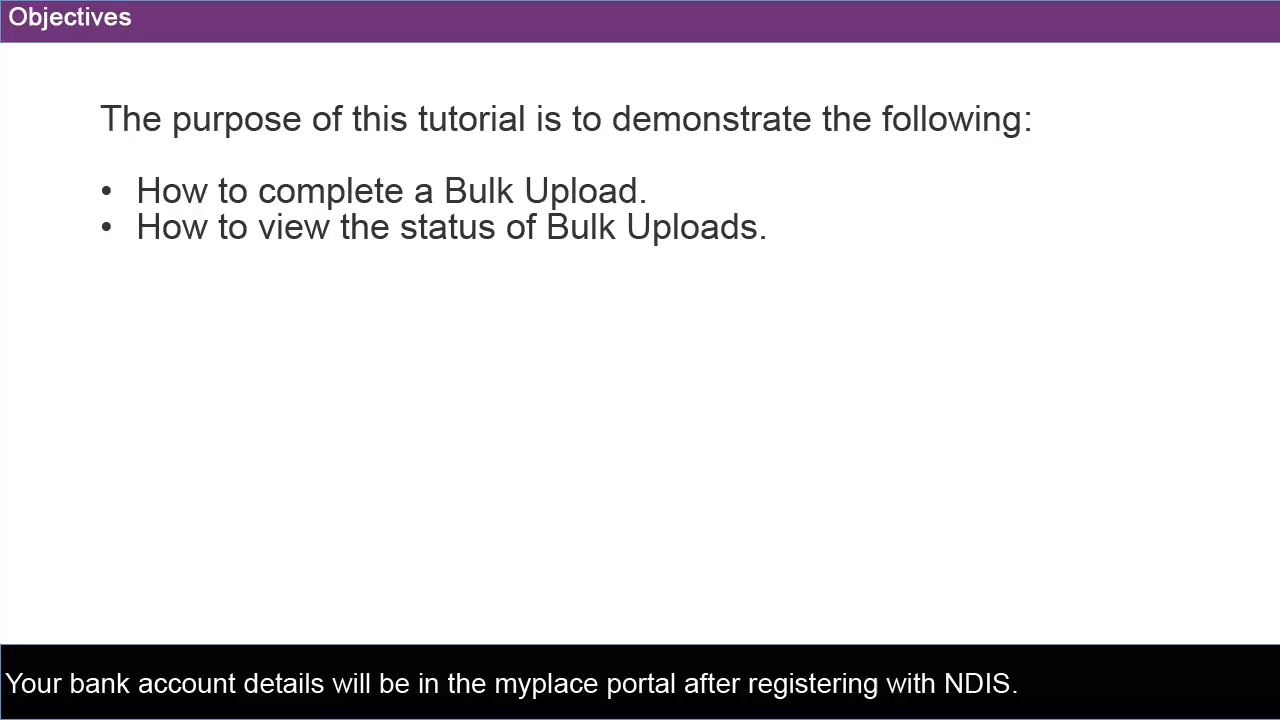 Objectives
The purpose of this tutorial is to demonstrate the following:
• How to complete a Bulk Upload.
• How to view the status of Bulk Uploads.
Your bank account details will be in the myplace portal after registering with NDIS.